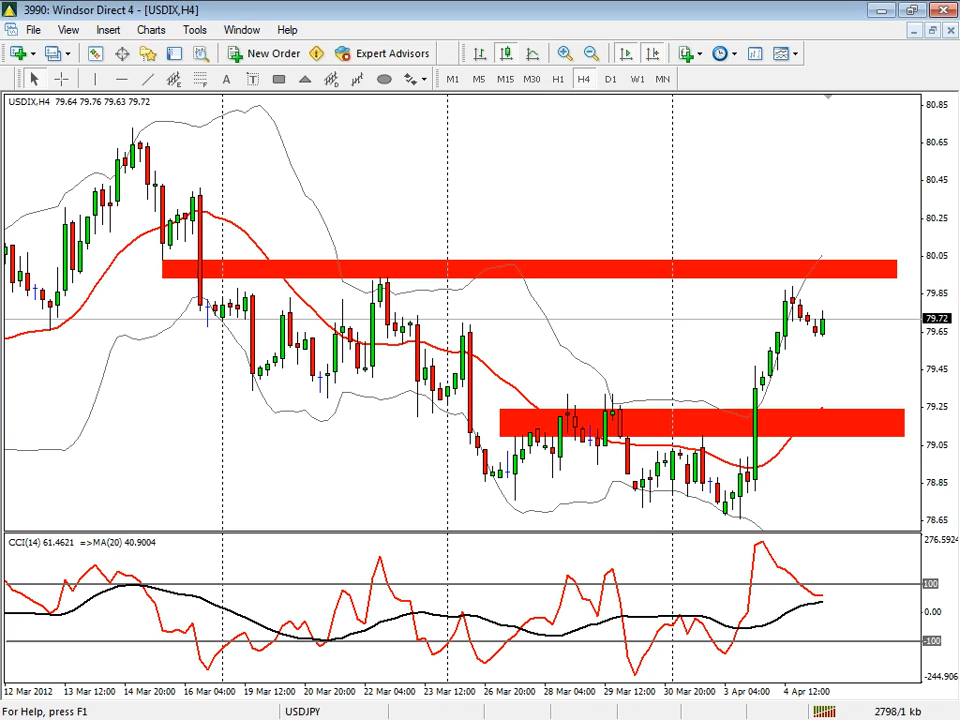 3990: Windsor Direct 4 - [USDIX,H4]
File View Insert Charts Tools Window Help
New Order Expert Advisors
A T M1 M5 M15 M30 H1 H4 D1 W1 MN
USDIX,H4 79.64 79.76 79.63 79.72
80.85
80.65
80.45
80.25
80.05
79.85
79.72
79.65
79.45
79.25
79.05
78.85
78.65
CCI(14) 61.4621 =>MA(20) 40.9004
276.5924
100
0.00
-100
-244.906
12 Mar 2012 13 Mar 12:00 14 Mar 20:00 16 Mar 04:00 19 Mar 12:00 20 Mar 20:00 22 Mar 04:00 23 Mar 12:00 26 Mar 20:00 28 Mar 04:00 29 Mar 12:00 30 Mar 20:00 3 Apr 04:00 4 Apr 12:00
For Help, press F1 USDJPY 2798/1 kb